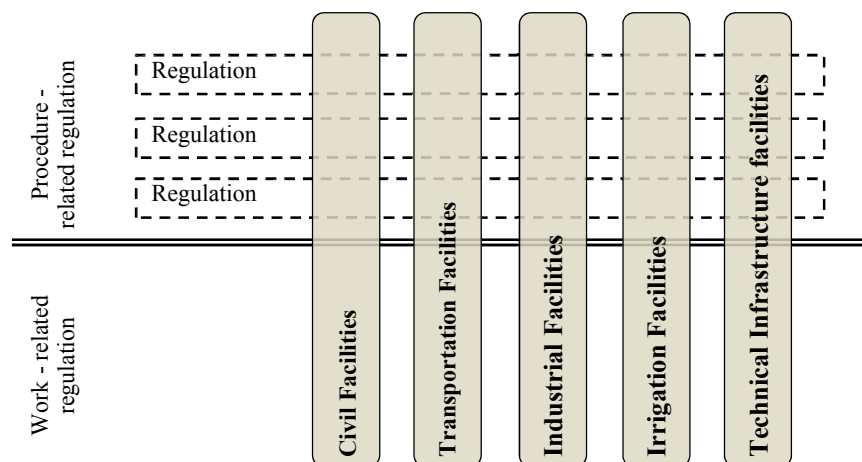 Procedure -
related regulation
Regulation
Regulation
Regulation
Work - related
regulation
Civil Facilities
Transportation Facilities
Industrial Facilities
Irrigation Facilities
Technical Infrastructure facilities